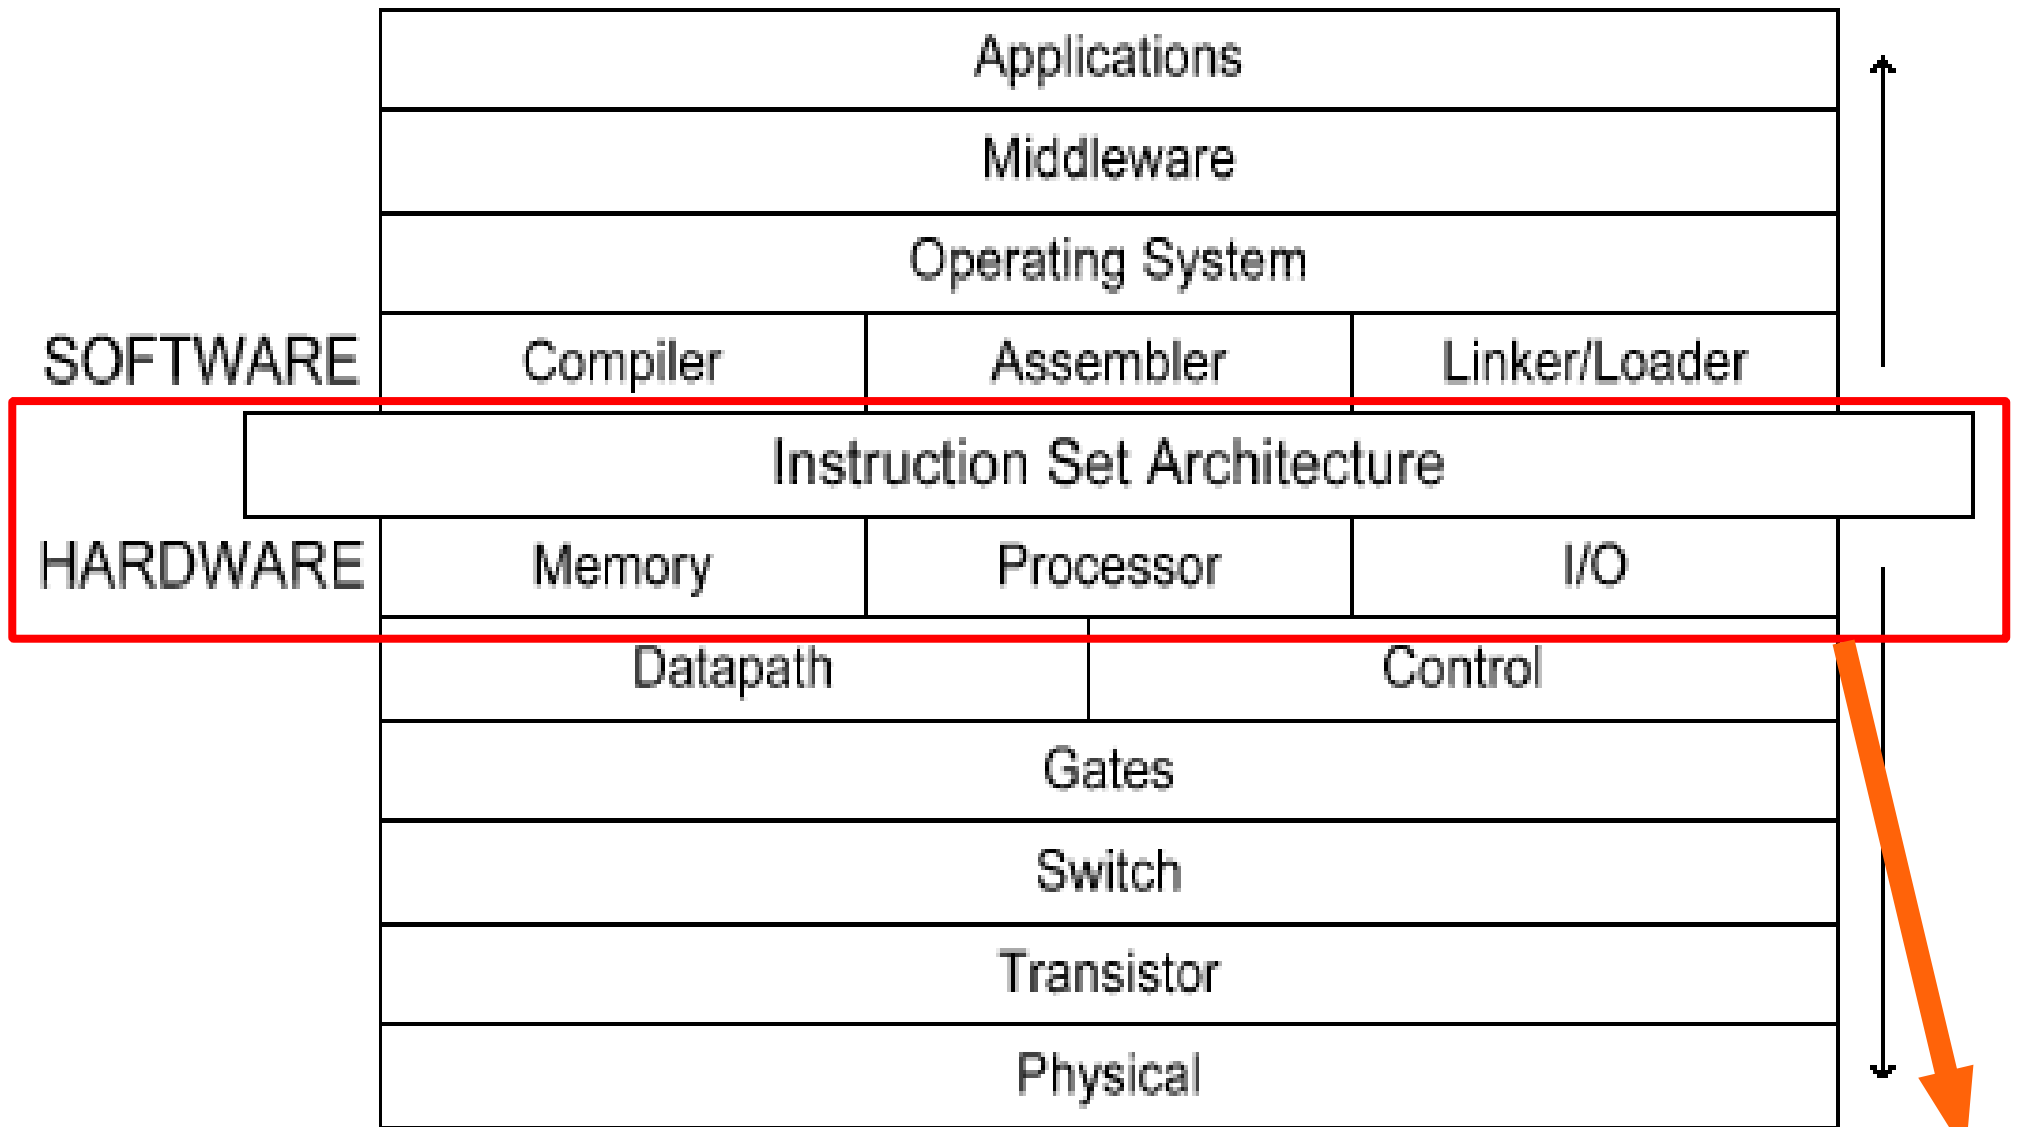 Applications
Middleware
Operating System
SOFTWARE Compiler Assembler Linker/Loader
Instruction Set Architecture
HARDWARE Memory Processor I/O
Datapath Control
Gates
Switch
Transistor
Physical